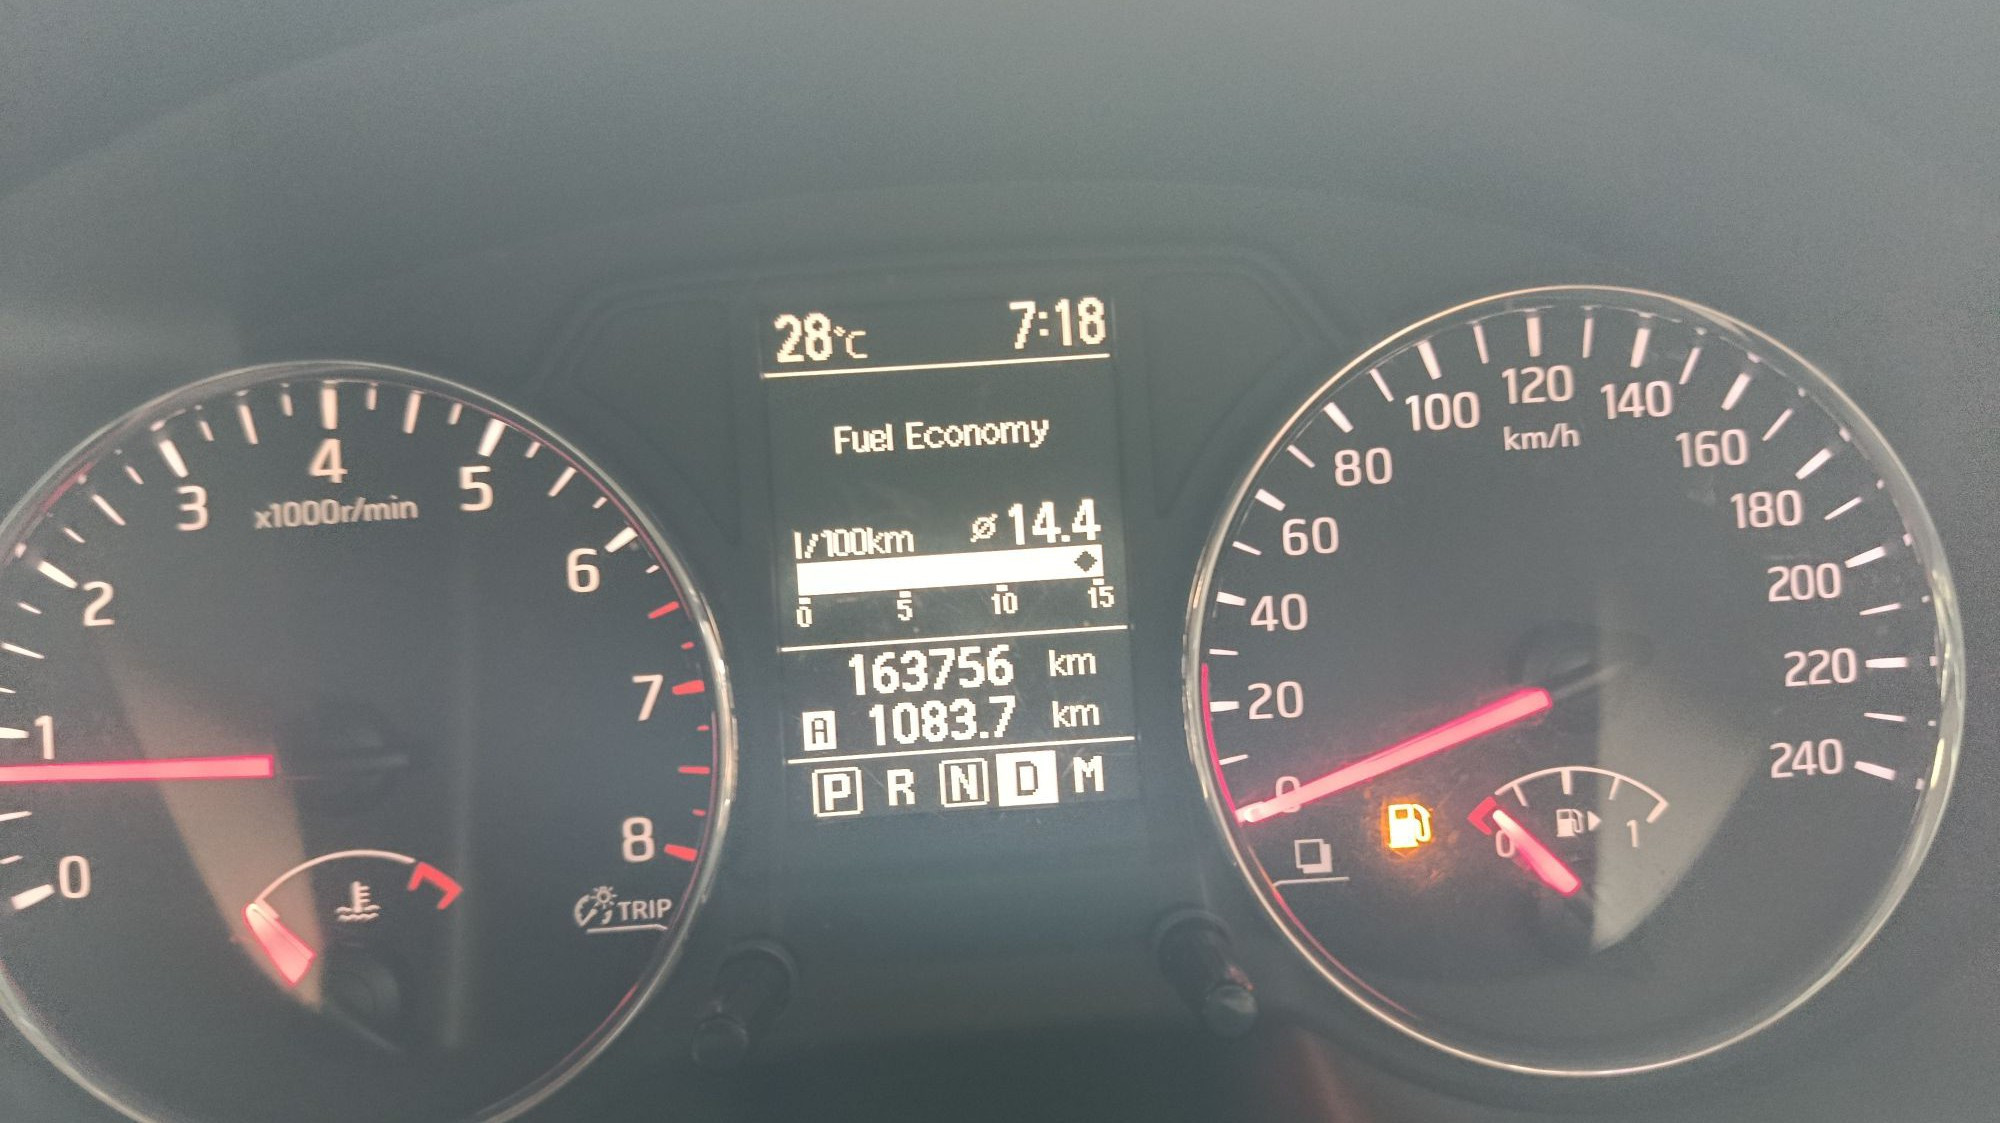 28°C 7:18
Fuel Economy
l/100km ⌀14.4
0 5 10 15
163756 km
A 1083.7 km
P R N D M
0 1 2 3 4 5 6 7 8
x1000r/min
TRIP
0 20 40 60 80 100 120 140 160 180 200 220 240
km/h
0 1